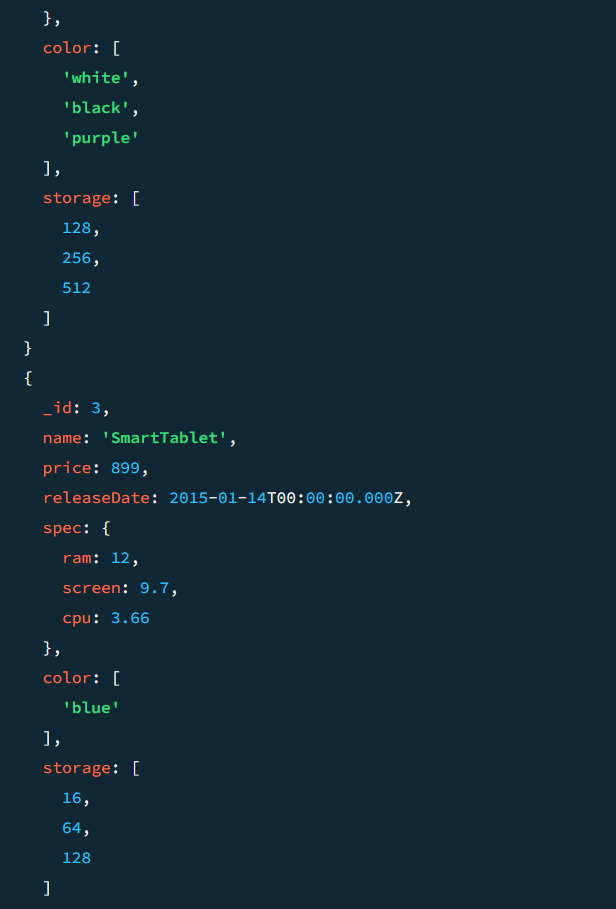 },
color: [
'white',
'black',
'purple'
],
storage: [
128,
256,
512
]
}
{
_id: 3,
name: 'SmartTablet',
price: 899,
releaseDate: 2015-01-14T00:00:00.000Z,
spec: {
ram: 12,
screen: 9.7,
cpu: 3.66
},
color: [
'blue'
],
storage: [
16,
64,
128
]